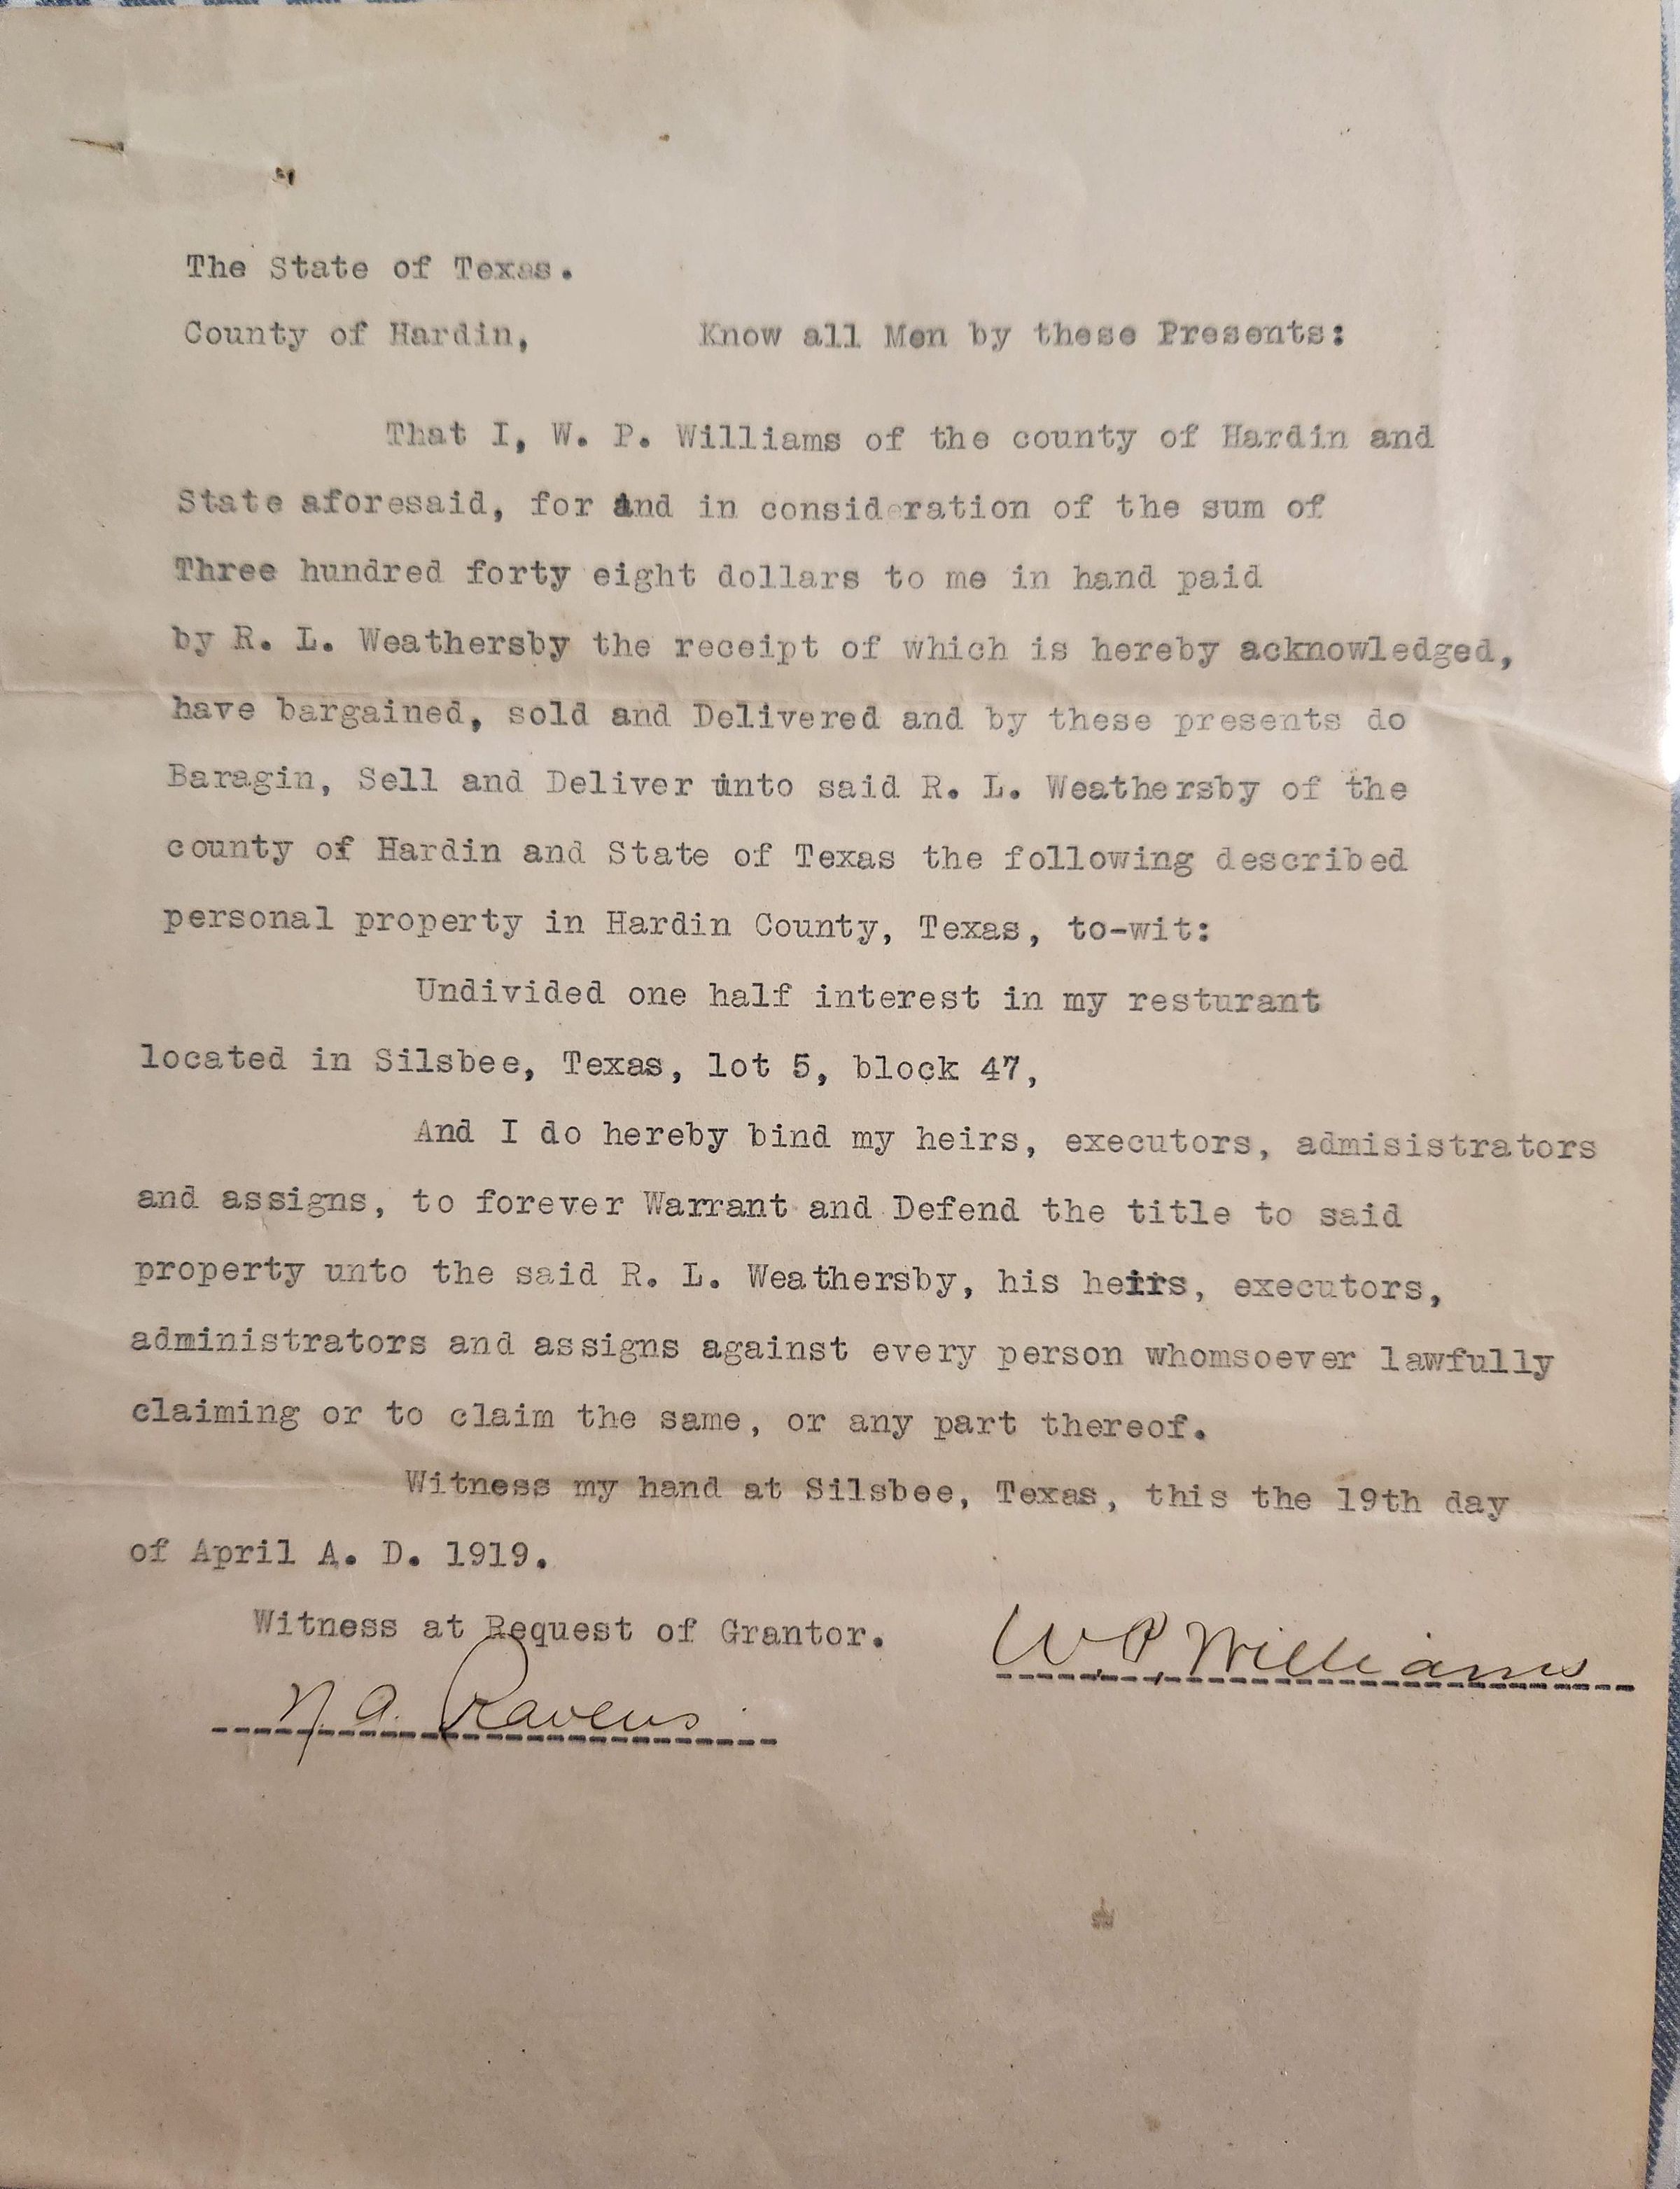 The State of Texas.
County of Hardin, Know all Men by these Presents:
That I, W. P. Williams of the county of Hardin and
State aforesaid, for and in consideration of the sum of
Three hundred forty eight dollars to me in hand paid
by R. L. Weathersby the receipt of which is hereby acknowledged,
have bargained, sold and Delivered and by these presents do
Baragin, Sell and Deliver unto said R. L. Weathersby of the
county of Hardin and State of Texas the following described
personal property in Hardin County, Texas, to-wit:
Undivided one half interest in my resturant
located in Silsbee, Texas, lot 5, block 47,
And I do hereby bind my heirs, executors, admisistrators
and assigns, to forever Warrant and Defend the title to said
property unto the said R. L. Weathersby, his heirs, executors,
administrators and assigns against every person whomsoever lawfully
claiming or to claim the same, or any part thereof.
Witness my hand at Silsbee, Texas, this the 19th day
of April A. D. 1919.
Witness at Request of Grantor.
W P Williams
N. A. Ravens